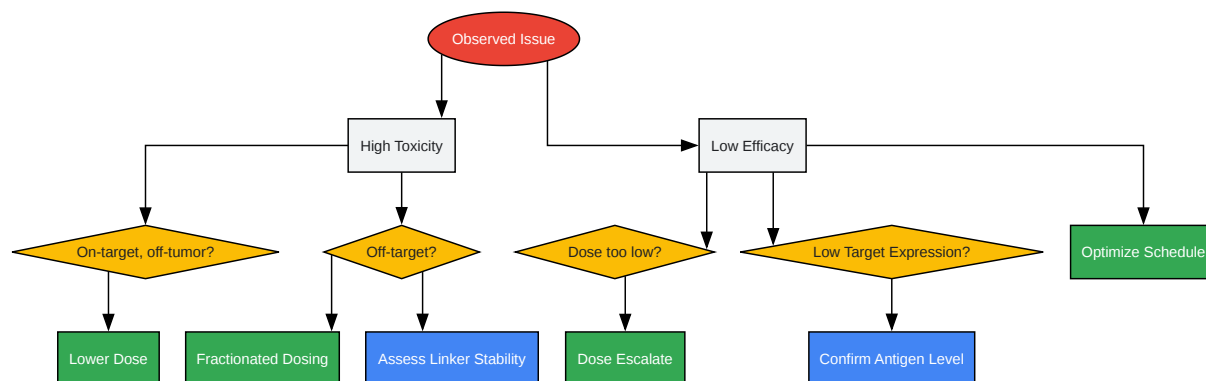 Observed Issue
High Toxicity
Low Efficacy
On-target, off-tumor?
Off-target?
Dose too low?
Low Target Expression?
Optimize Schedule
Lower Dose
Fractionated Dosing
Assess Linker Stability
Dose Escalate
Confirm Antigen Level